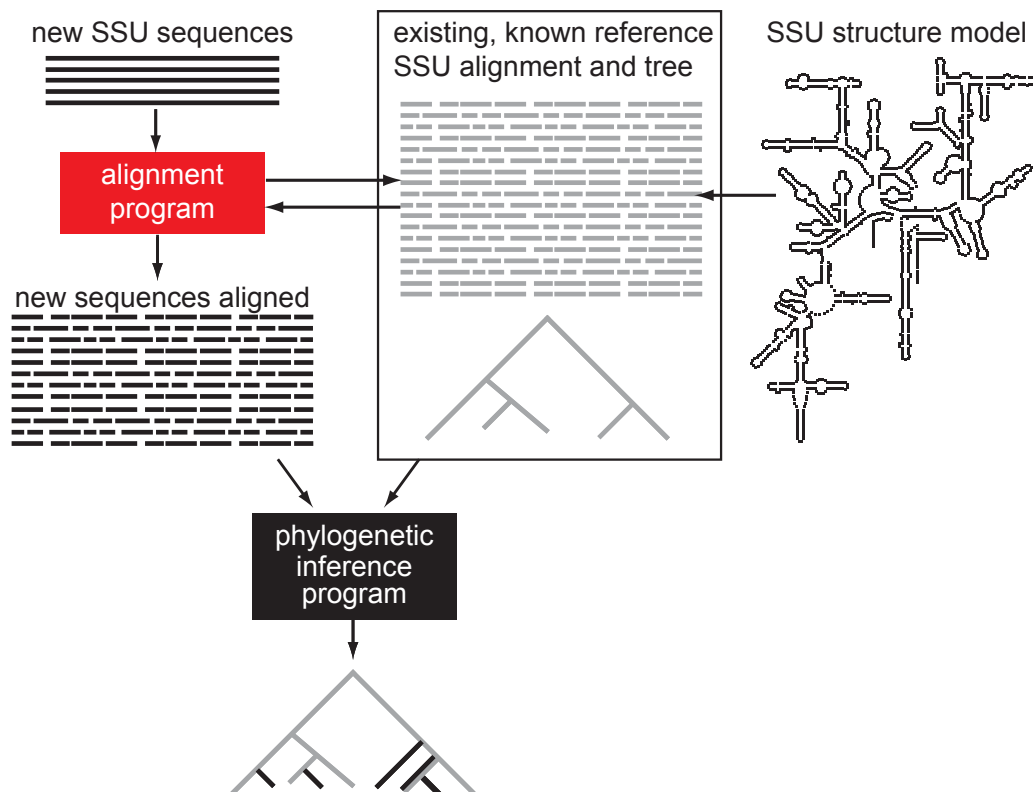 new SSU sequences
existing, known reference
SSU alignment and tree
SSU structure model
alignment
program
new sequences aligned
phylogenetic
inference
program